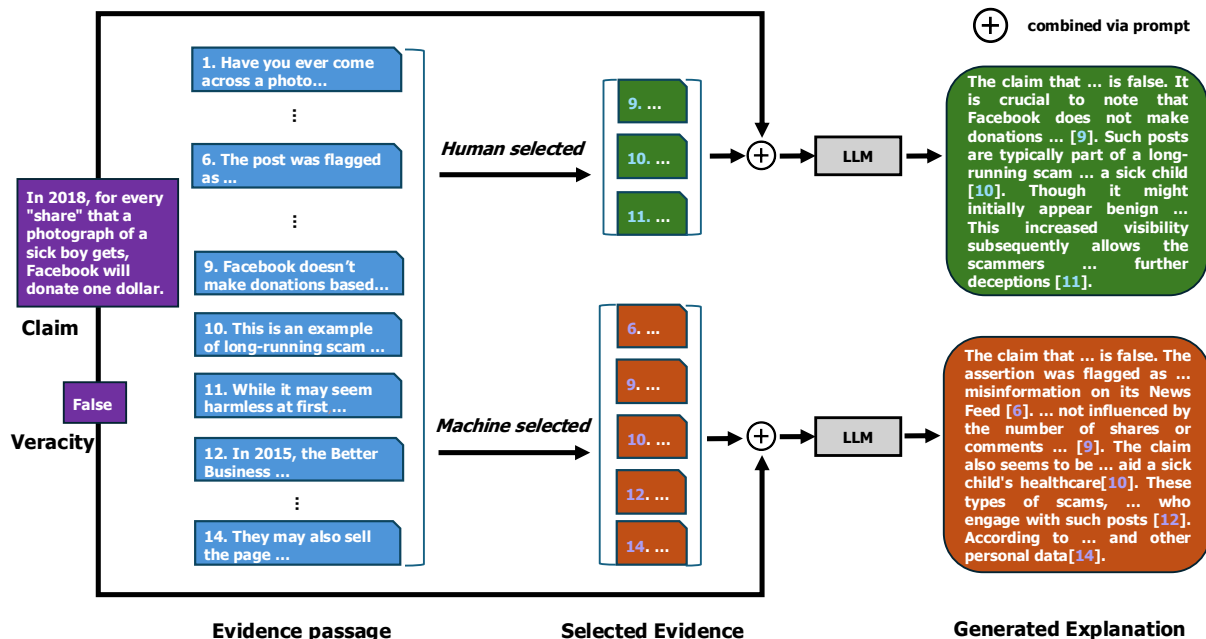 combined via prompt
1. Have you ever come
across a photo...
...
6. The post was flagged
as ...
...
9. Facebook doesn't
make donations based...
10. This is an example
of long-running scam ...
11. While it may seem
harmless at first ...
12. In 2015, the Better
Business ...
...
14. They may also sell
the page ...
In 2018, for every
"share" that a
photograph of a
sick boy gets,
Facebook will
donate one dollar.
Claim
False
Veracity
Human selected
Machine selected
9. ...
10. ...
11. ...
6. ...
9. ...
10. ...
12. ...
14. ...
LLM
LLM
The claim that ... is false. It
is crucial to note that
Facebook does not make
donations ... [9]. Such posts
are typically part of a long-
running scam ... a sick child
[10]. Though it might
initially appear benign ...
This increased visibility
subsequently allows the
scammers ... further
deceptions [11].
The claim that ... is false. The
assertion was flagged as ...
misinformation on its News
Feed [6]. ... not influenced by
the number of shares or
comments ... [9]. The claim
also seems to be ... aid a sick
child's healthcare[10]. These
types of scams, ... who
engage with such posts [12].
According to ... and other
personal data[14].
Evidence passage
Selected Evidence
Generated Explanation